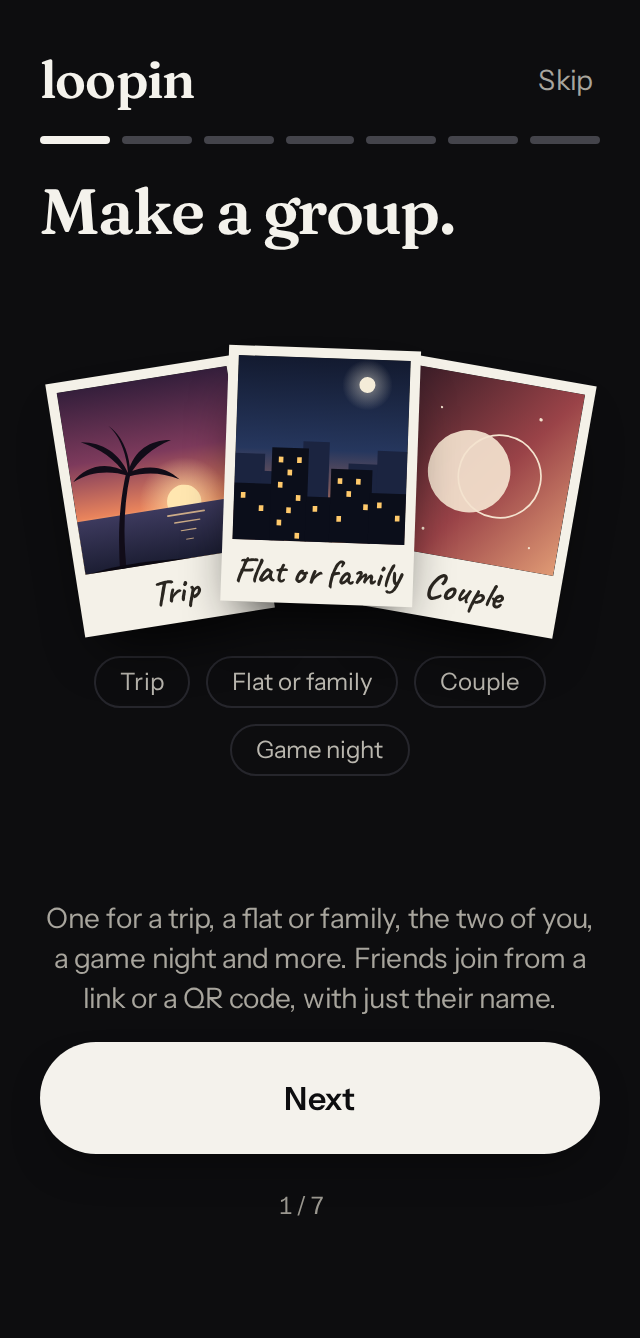 loopin
Skip
Make a group.
Trip
Flat or family
Couple
Trip
Flat or family
Couple
Game night
One for a trip, a flat or family, the two of you,
a game night and more. Friends join from a
link or a QR code, with just their name.
Next
1 / 7